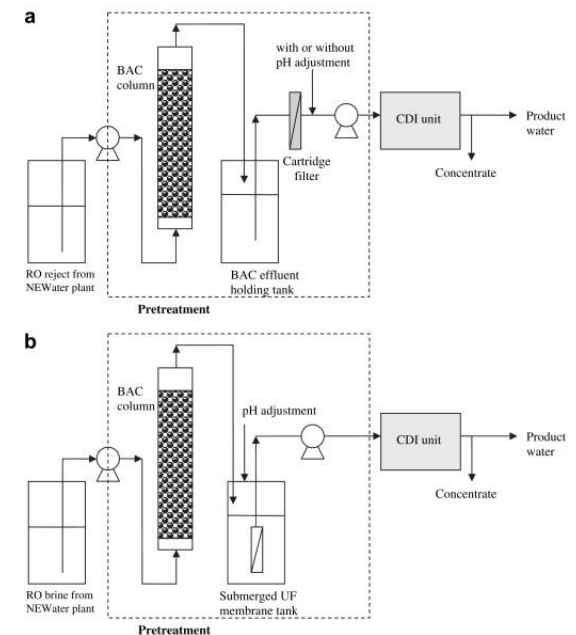 a
BAC
column
with or without
pH adjustment
CDI unit
Product
water
Cartridge
filter
Concentrate
RO reject from
NEWater plant
BAC effluent
holding tank
Pretreatment
b
BAC
column
pH adjustment
CDI unit
Product
water
Concentrate
RO brine from
NEWater plant
Submerged UF
membrane tank
Pretreatment